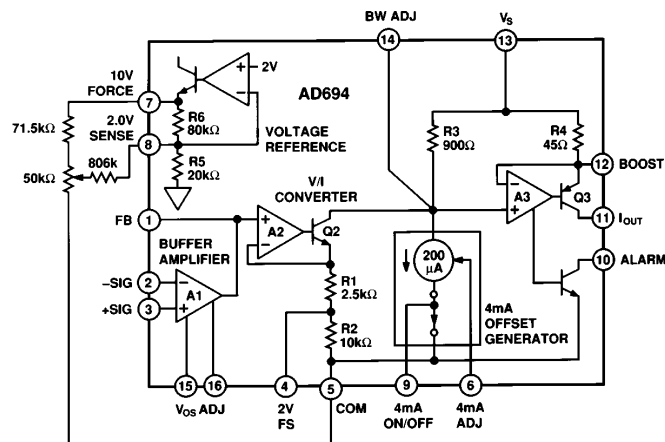 BW ADJ
VS
14
13
10V
FORCE
7
2V
AD694
R6
80kΩ
2.0V
SENSE
8
VOLTAGE
REFERENCE
R3
900Ω
R4
45Ω
71.5kΩ
806k
50kΩ
R5
20kΩ
12
BOOST
V/I
CONVERTER
A3
Q3
FB
1
A2
Q2
11
IOUT
BUFFER
AMPLIFIER
200
µA
10
ALARM
–SIG
2
+SIG
3
A1
R1
2.5kΩ
4mA
OFFSET
GENERATOR
R2
10kΩ
15
16
4
5
9
6
VOS ADJ
2V
FS
COM
4mA
ON/OFF
4mA
ADJ